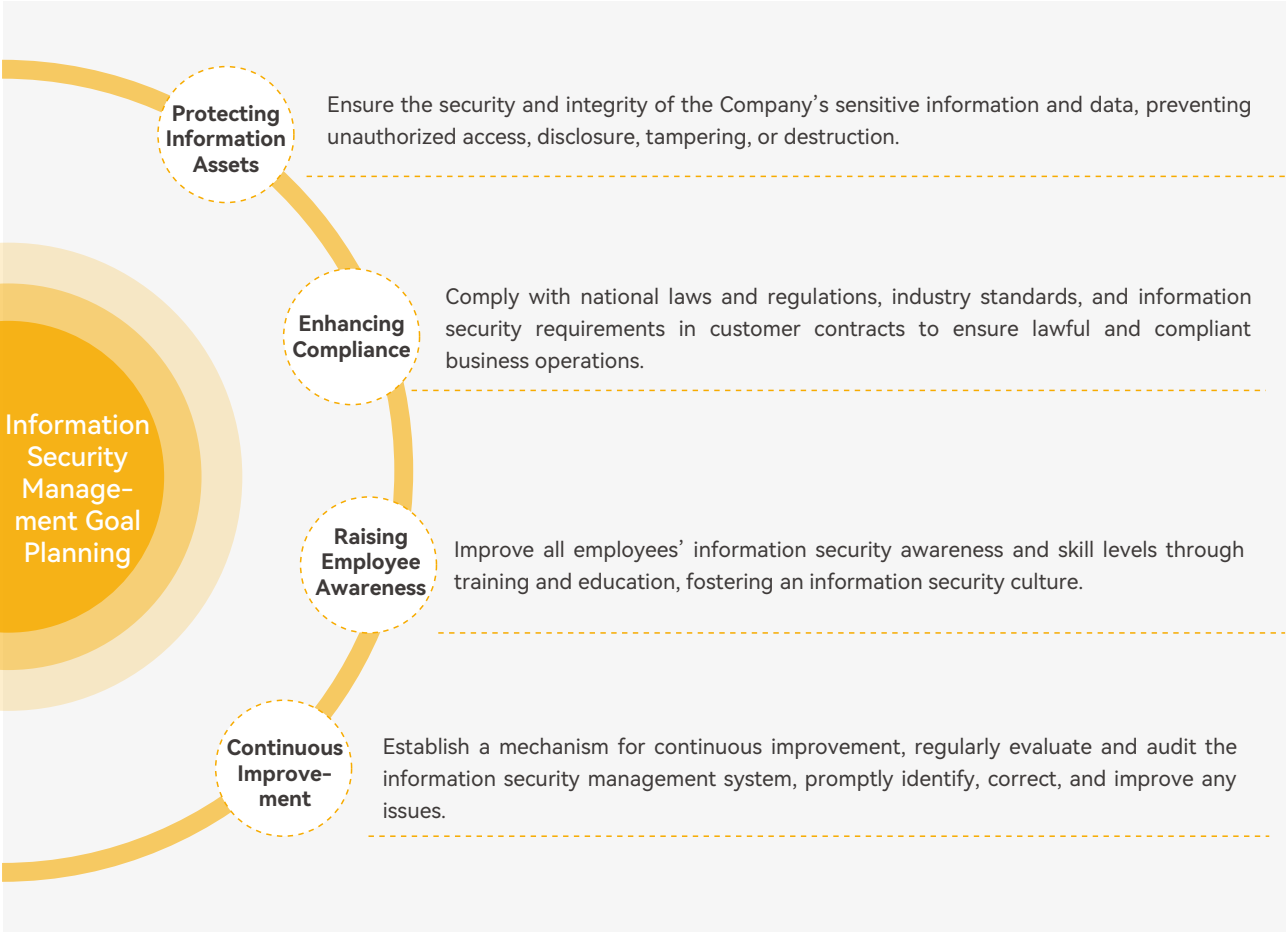 Protecting
Information
Assets
Ensure the security and integrity of the Company’s sensitive information and data, preventing
unauthorized access, disclosure, tampering, or destruction.
Enhancing
Compliance
Comply with national laws and regulations, industry standards, and information
security requirements in customer contracts to ensure lawful and compliant
business operations.
Information
Security
Manage-
ment Goal
Planning
Raising
Employee
Awareness
Improve all employees’ information security awareness and skill levels through
training and education, fostering an information security culture.
Continuous
Improve-
ment
Establish a mechanism for continuous improvement, regularly evaluate and audit the
information security management system, promptly identify, correct, and improve any
issues.